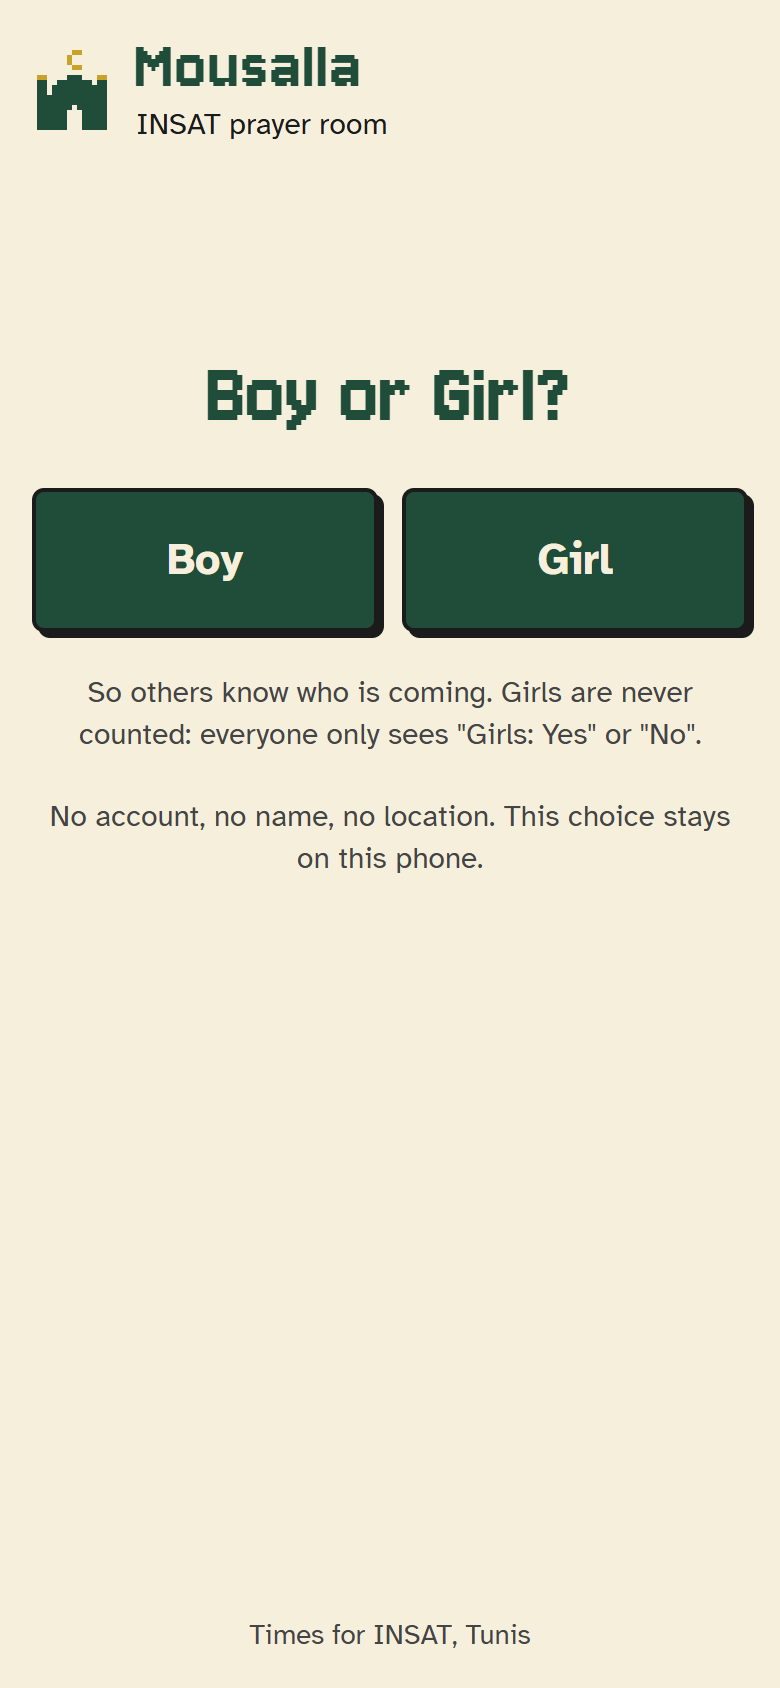 Mousalla
INSAT prayer room
Boy or Girl?
Boy
Girl
So others know who is coming. Girls are never
counted: everyone only sees "Girls: Yes" or "No".
No account, no name, no location. This choice stays
on this phone.
Times for INSAT, Tunis